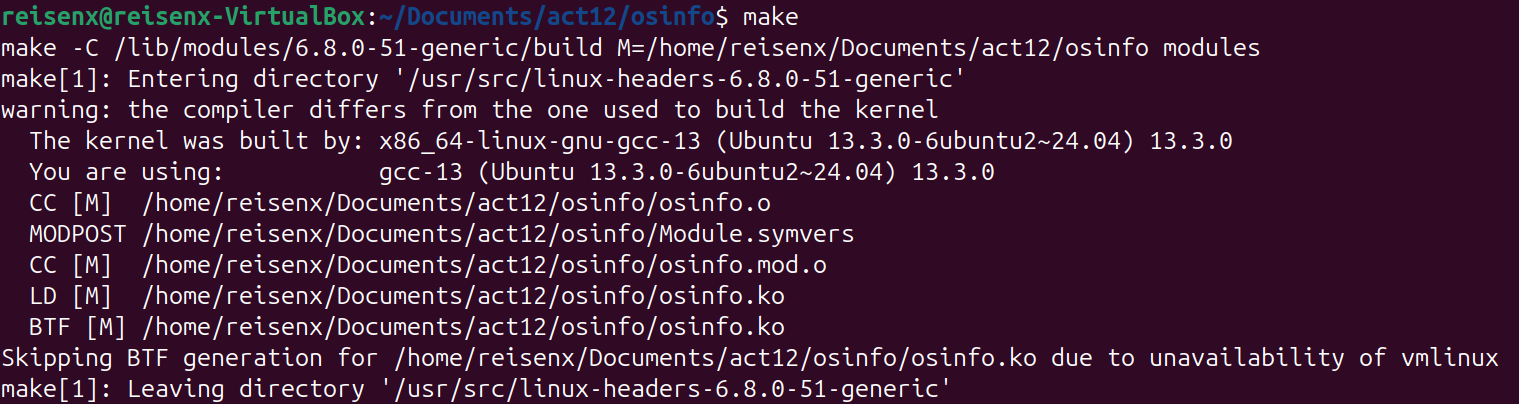 reisenx@reisenx-VirtualBox:~/Documents/act12/osinfo$ make
make -C /lib/modules/6.8.0-51-generic/build M=/home/reisenx/Documents/act12/osinfo modules
make[1]: Entering directory '/usr/src/linux-headers-6.8.0-51-generic'
warning: the compiler differs from the one used to build the kernel
  The kernel was built by: x86_64-linux-gnu-gcc-13 (Ubuntu 13.3.0-6ubuntu2~24.04) 13.3.0
  You are using:           gcc-13 (Ubuntu 13.3.0-6ubuntu2~24.04) 13.3.0
  CC [M]  /home/reisenx/Documents/act12/osinfo/osinfo.o
  MODPOST /home/reisenx/Documents/act12/osinfo/Module.symvers
  CC [M]  /home/reisenx/Documents/act12/osinfo/osinfo.mod.o
  LD [M]  /home/reisenx/Documents/act12/osinfo/osinfo.ko
  BTF [M] /home/reisenx/Documents/act12/osinfo/osinfo.ko
Skipping BTF generation for /home/reisenx/Documents/act12/osinfo/osinfo.ko due to unavailability of vmlinux
make[1]: Leaving directory '/usr/src/linux-headers-6.8.0-51-generic'